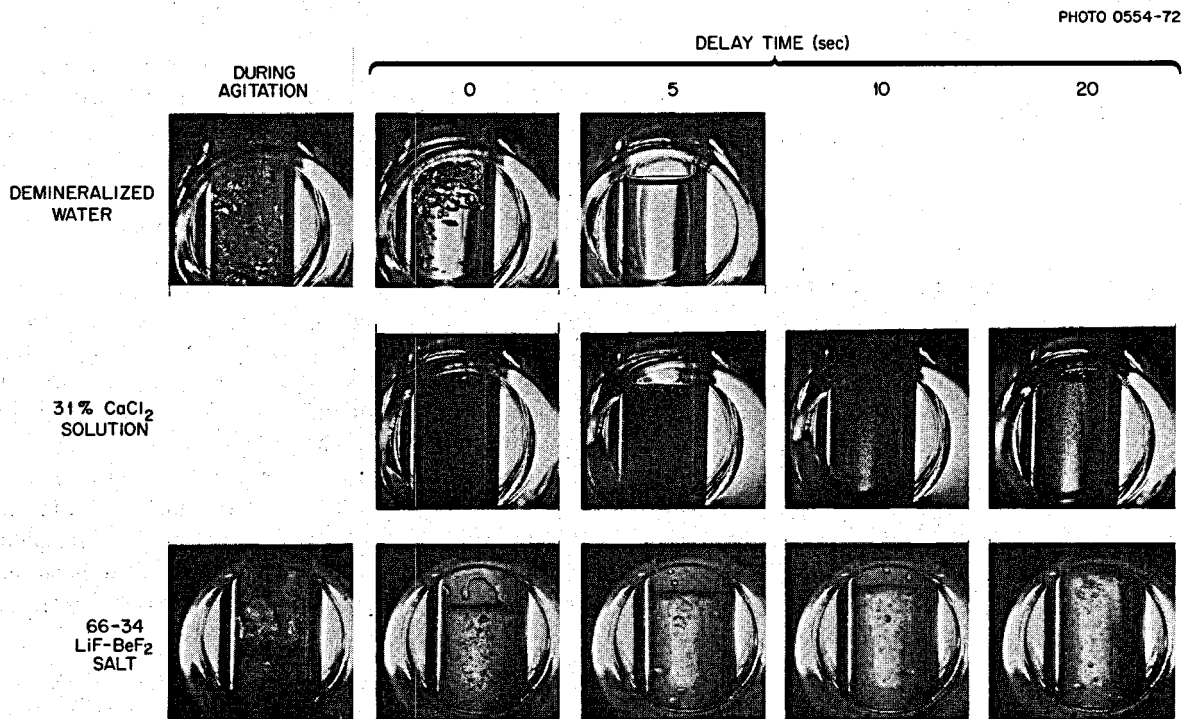 PHOTO 0554-72
DELAY TIME (sec)
DURING
AGITATION
0
5
10
20
DEMINERALIZED
WATER
31% CaCl₂
SOLUTION
66-34
LiF-BeF₂
SALT